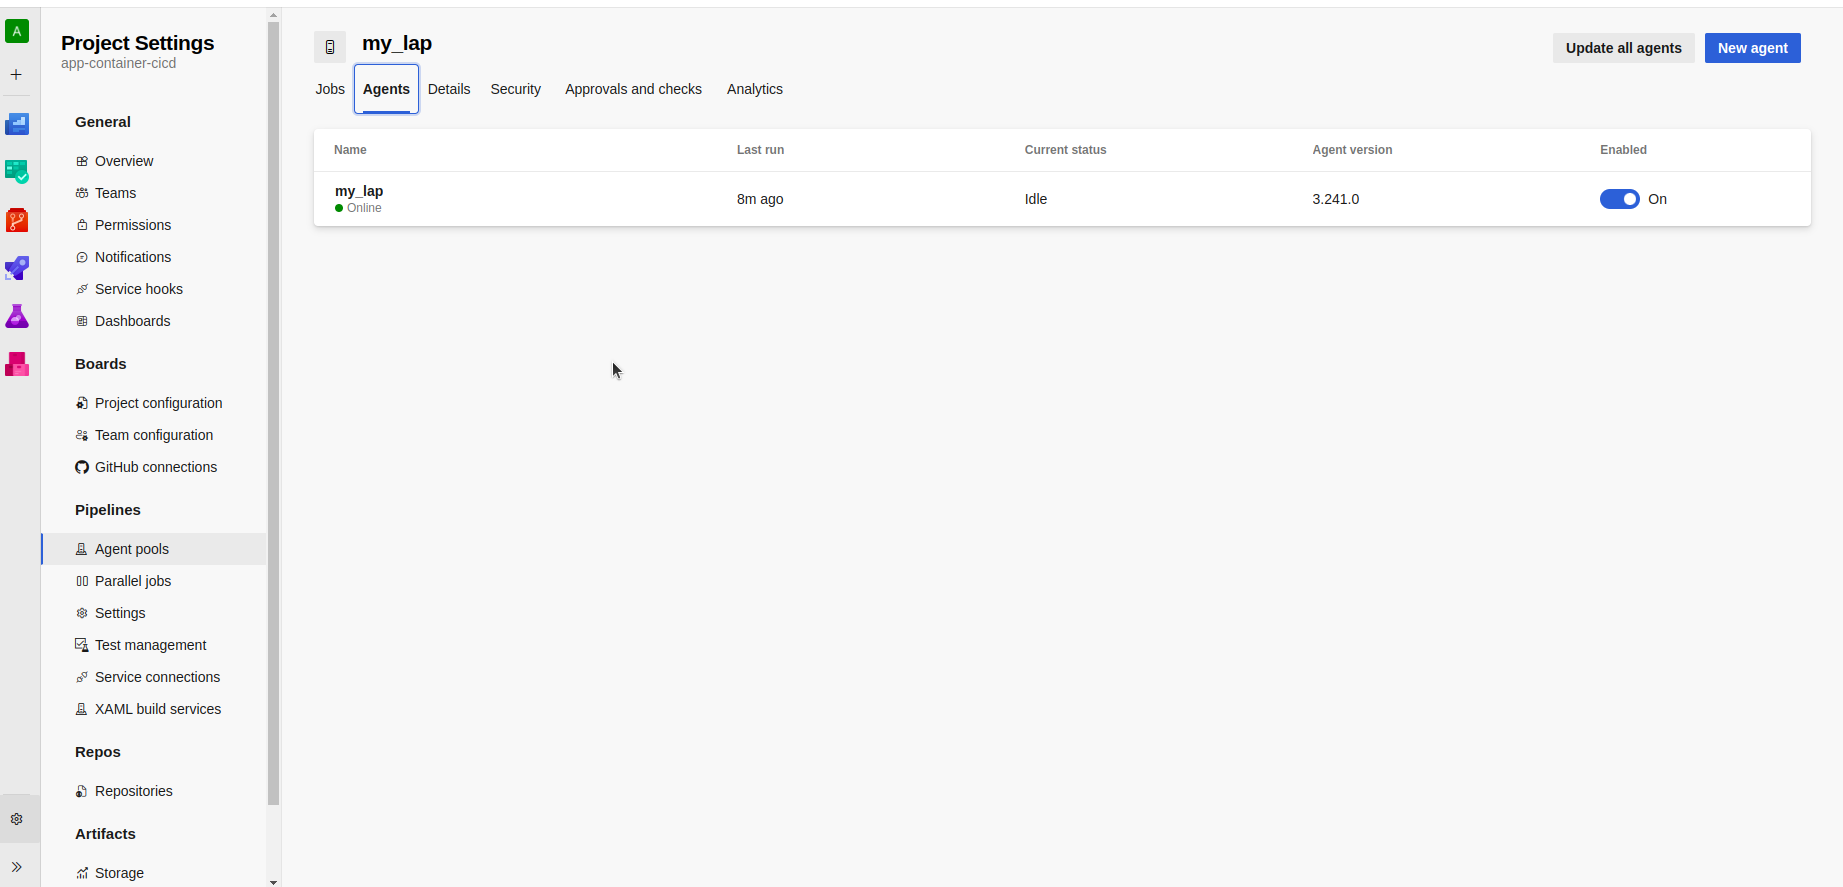 A
Project Settings
app-container-cicd
General
Overview
Teams
Permissions
Notifications
Service hooks
Dashboards
Boards
Project configuration
Team configuration
GitHub connections
Pipelines
Agent pools
Parallel jobs
Settings
Test management
Service connections
XAML build services
Repos
Repositories
Artifacts
Storage
my_lap
Update all agents New agent
Jobs Agents Details Security Approvals and checks Analytics
Name Last run Current status Agent version Enabled
my_lap 8m ago Idle 3.241.0 On
Online